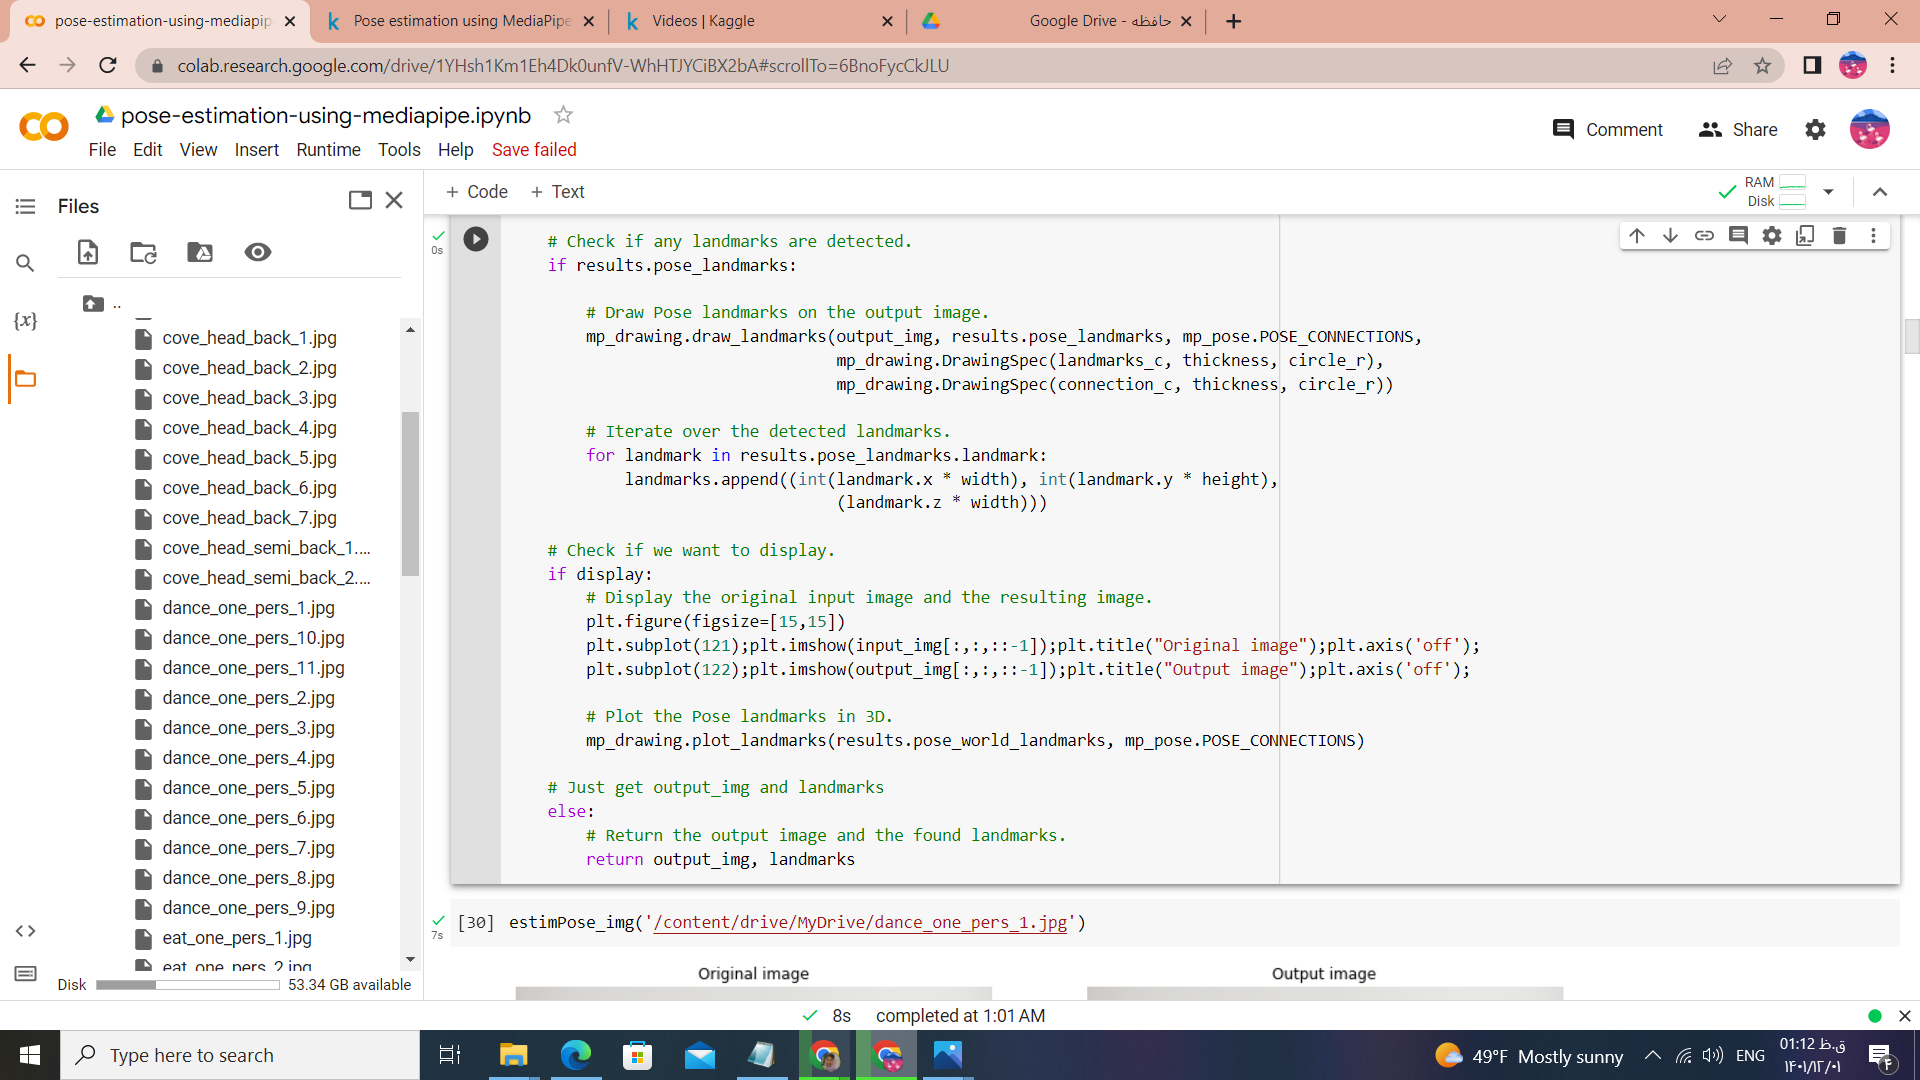 pose-estimation-using-mediapip
Pose estimation using MediaPipe
Videos | Kaggle
Google Drive - حافظه
colab.research.google.com/drive/1YHsh1Km1Eh4Dk0unfV-WhHTJYCiBX2bA#scrollTo=6BnoFycCkJLU
pose-estimation-using-mediapipe.ipynb
Comment
Share
File Edit View Insert Runtime Tools Help Save failed
Files
+ Code + Text
RAM
Disk
..
cove_head_back_1.jpg
cove_head_back_2.jpg
cove_head_back_3.jpg
cove_head_back_4.jpg
cove_head_back_5.jpg
cove_head_back_6.jpg
cove_head_back_7.jpg
cove_head_semi_back_1....
cove_head_semi_back_2....
dance_one_pers_1.jpg
dance_one_pers_10.jpg
dance_one_pers_11.jpg
dance_one_pers_2.jpg
dance_one_pers_3.jpg
dance_one_pers_4.jpg
dance_one_pers_5.jpg
dance_one_pers_6.jpg
dance_one_pers_7.jpg
dance_one_pers_8.jpg
dance_one_pers_9.jpg
eat_one_pers_1.jpg
eat_one_pers_2.jpg
Disk 53.34 GB available
0s
# Check if any landmarks are detected.
if results.pose_landmarks:
# Draw Pose landmarks on the output image.
mp_drawing.draw_landmarks(output_img, results.pose_landmarks, mp_pose.POSE_CONNECTIONS,
mp_drawing.DrawingSpec(landmarks_c, thickness, circle_r),
mp_drawing.DrawingSpec(connection_c, thickness, circle_r))
# Iterate over the detected landmarks.
for landmark in results.pose_landmarks.landmark:
landmarks.append((int(landmark.x * width), int(landmark.y * height),
(landmark.z * width)))
# Check if we want to display.
if display:
# Display the original input image and the resulting image.
plt.figure(figsize=[15,15])
plt.subplot(121);plt.imshow(input_img[:,:,::-1]);plt.title("Original image");plt.axis('off');
plt.subplot(122);plt.imshow(output_img[:,:,::-1]);plt.title("Output image");plt.axis('off');
# Plot the Pose landmarks in 3D.
mp_drawing.plot_landmarks(results.pose_world_landmarks, mp_pose.POSE_CONNECTIONS)
# Just get output_img and landmarks
else:
# Return the output image and the found landmarks.
return output_img, landmarks
7s
[30] estimPose_img('/content/drive/MyDrive/dance_one_pers_1.jpg')
Original image Output image
8s completed at 1:01 AM
Type here to search
49°F Mostly sunny
ENG
01:12 ق.ظ
۱۴۰۱/۱۲/۰۱
۴